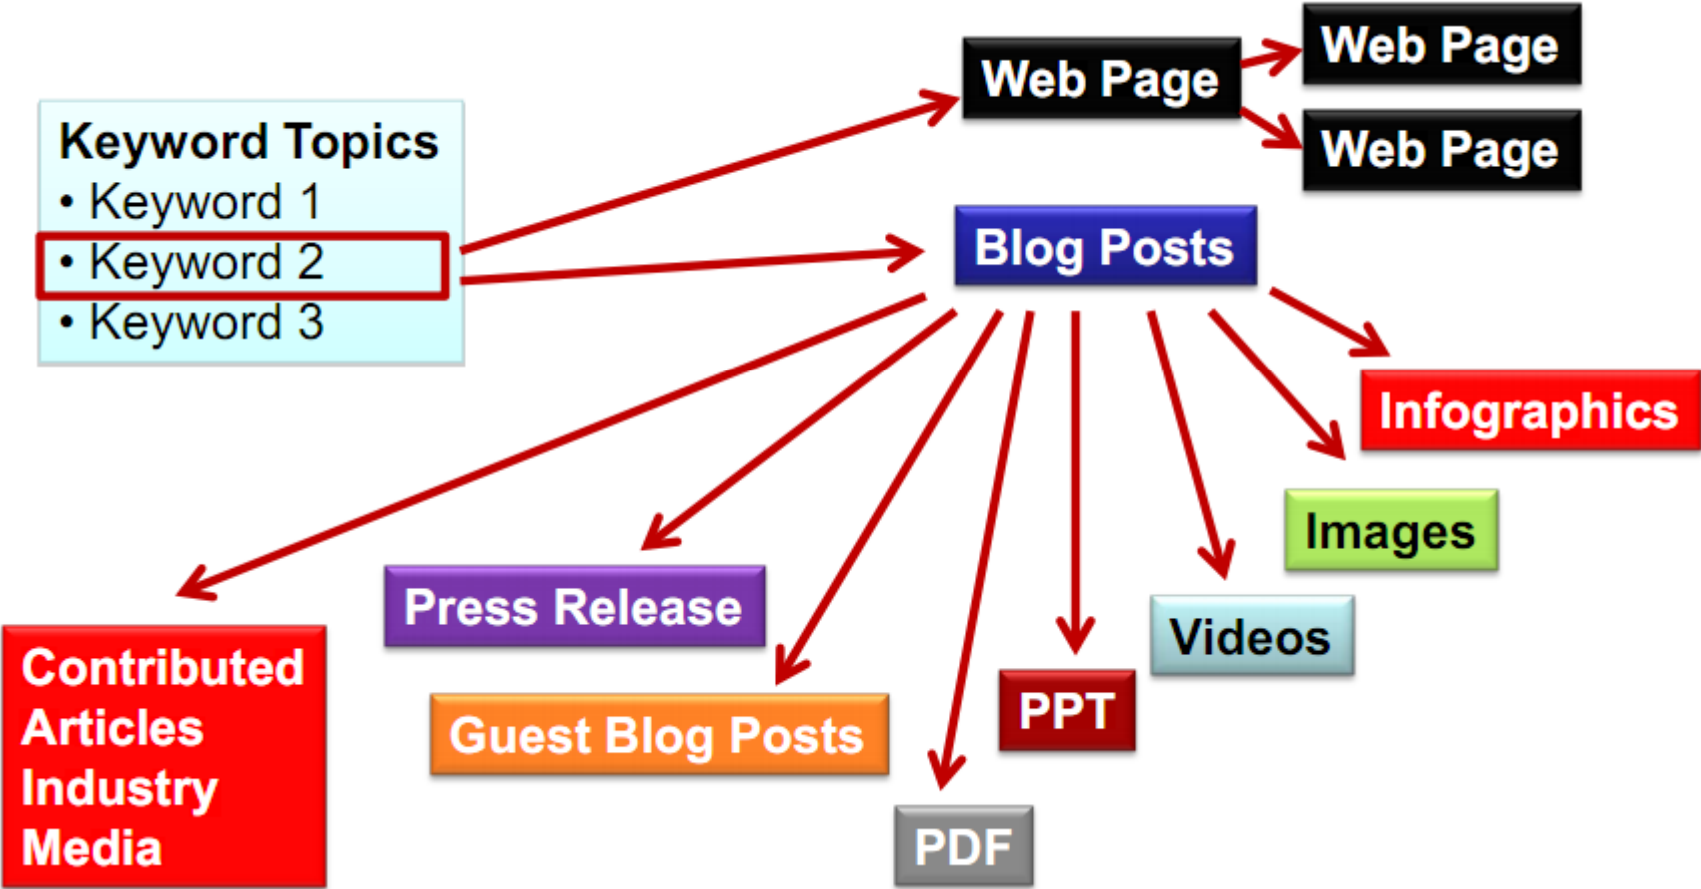 Keyword Topics
• Keyword 1
• Keyword 2
• Keyword 3
Web Page
Web Page
Web Page
Blog Posts
Infographics
Images
Videos
PPT
PDF
Guest Blog Posts
Press Release
Contributed
Articles
Industry
Media